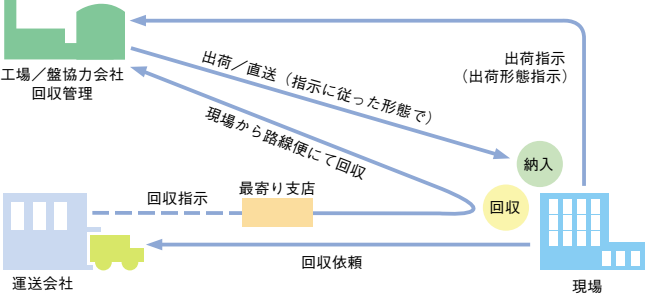 出荷指示
（出荷形態指示）
工場／盤協力会社
回収管理
出荷／直送（指示に従った形態で）
現場から路線便にて回収
納入
回収
最寄り支店
回収指示
回収依頼
運送会社
現場